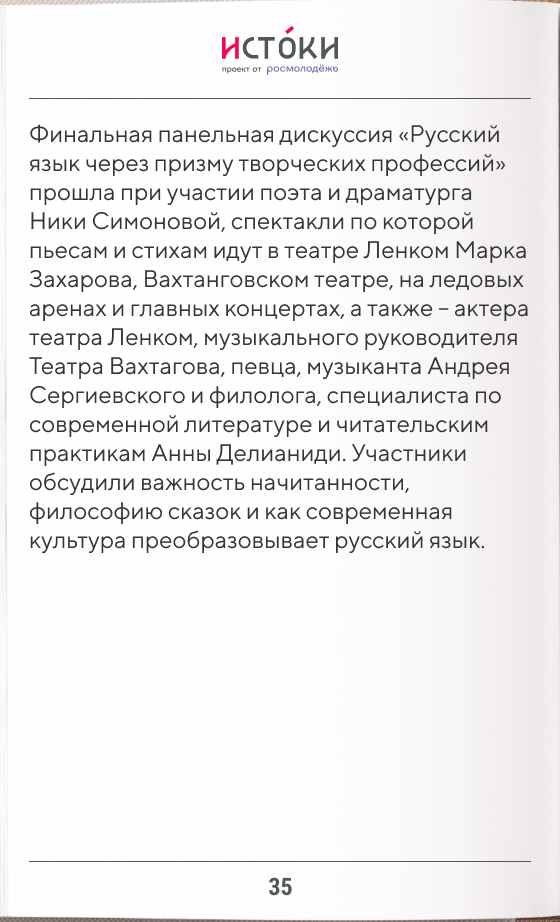 ИСТОКИ
проект от росмолодёжь
Финальная панельная дискуссия «Русский
язык через призму творческих профессий»
прошла при участии поэта и драматурга
Ники Симоновой, спектакли по которой
пьесам и стихам идут в театре Ленком Марка
Захарова, Вахтанговском театре, на ледовых
аренах и главных концертах, а также – актера
театра Ленком, музыкального руководителя
Театра Вахтагова, певца, музыканта Андрея
Сергиевского и филолога, специалиста по
современной литературе и читательским
практикам Анны Делианиди. Участники
обсудили важность начитанности,
философию сказок и как современная
культура преобразовывает русский язык.
35